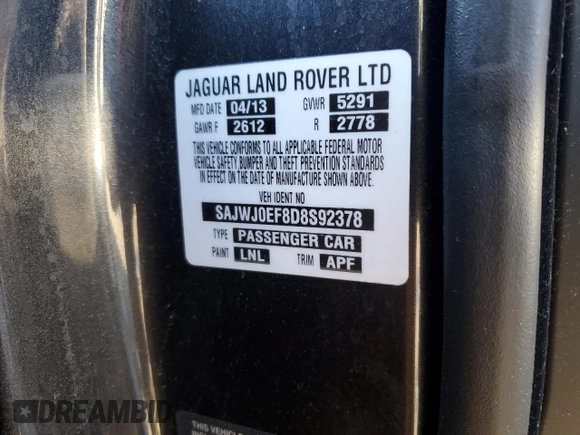 JAGUAR LAND ROVER LTD
MFD DATE 04/13 GVWR 5291
GAWR F 2612 R 2778
THIS VEHICLE CONFORMS TO ALL APPLICABLE FEDERAL MOTOR
VEHICLE SAFETY, BUMPER AND THEFT PREVENTION STANDARDS
IN EFFECT ON THE DATE OF MANUFACTURE SHOWN ABOVE.
VEH IDENT NO
SAJWJ0EF8D8S92378
TYPE PASSENGER CAR
PAINT LNL TRIM APF
DREAMBID
THIS VEHICLE